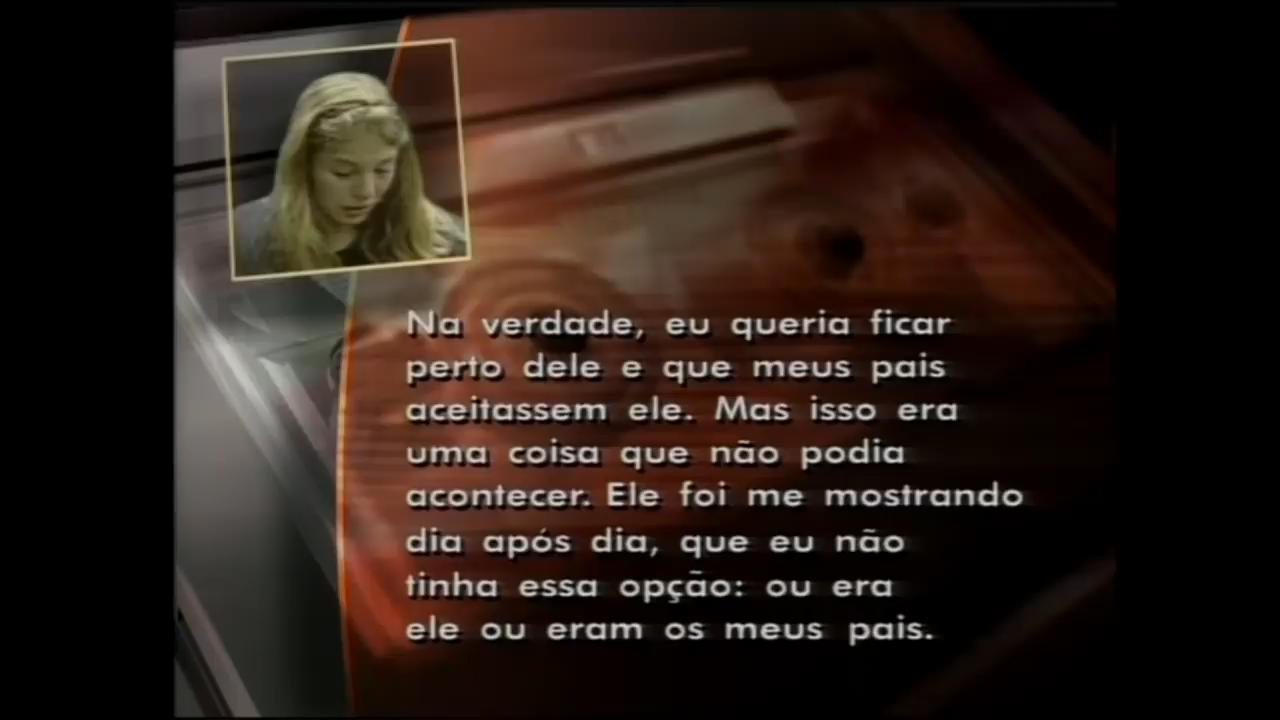 Na verdade, eu queria ficar
perto dele e que meus pais
aceitassem ele. Mas isso era
uma coisa que não podia
acontecer. Ele foi me mostrando
dia após dia, que eu não
tinha essa opção: ou era
ele ou eram os meus pais.